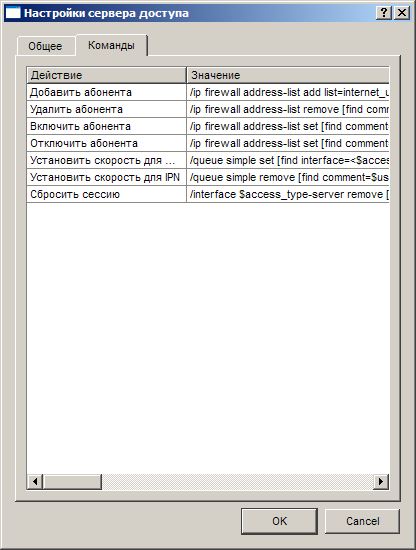 Настройки сервера доступа
Общее Команды
Действие Значение
Добавить абонента /ip firewall address-list add list=internet_u
Удалить абонента /ip firewall address-list remove [find comm
Включить абонента /ip firewall address-list set [find comment=
Отключить абонента /ip firewall address-list set [find comment=
Установить скорость для ... /queue simple set [find interface=<$acces
Установить скорость для IPN /queue simple remove [find comment=$us
Сбросить сессию /interface $access_type-server remove [
OK Cancel